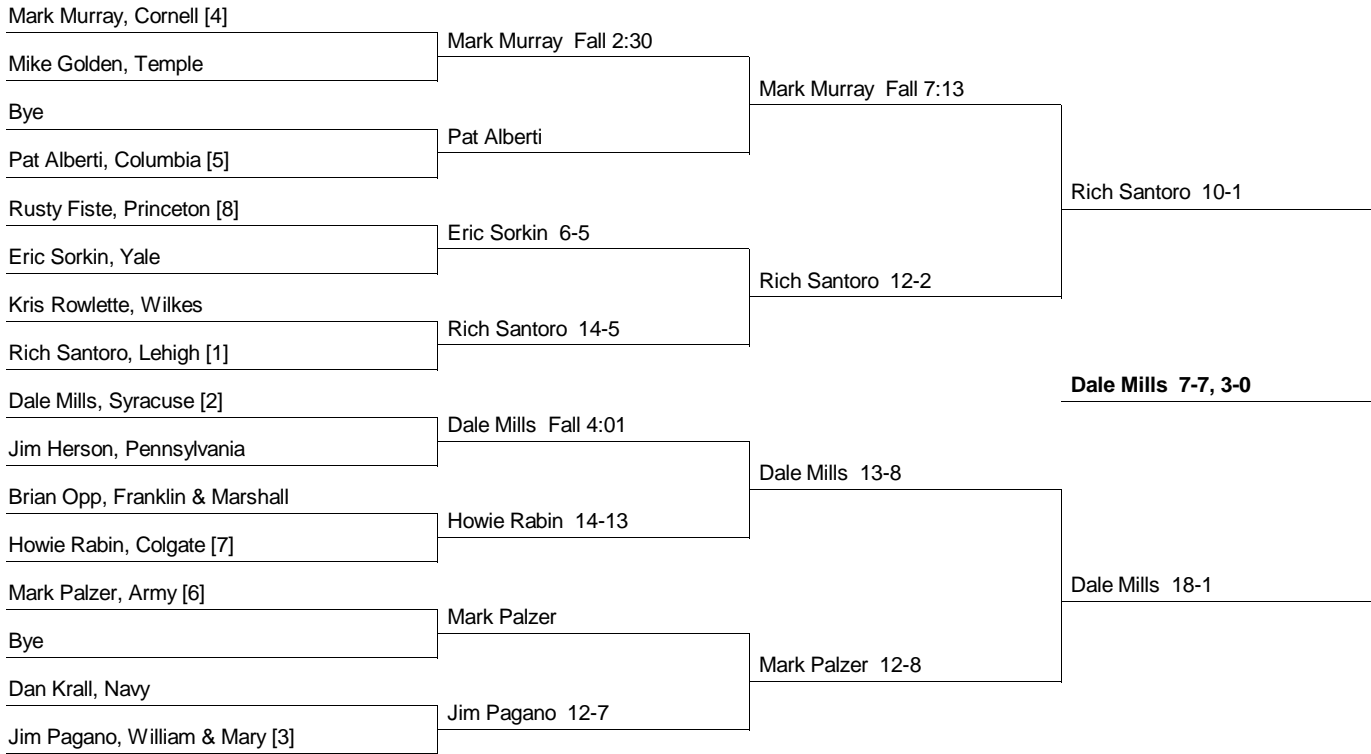 Mark Murray, Cornell [4]
Mike Golden, Temple
Bye
Pat Alberti, Columbia [5]
Rusty Fiste, Princeton [8]
Eric Sorkin, Yale
Kris Rowlette, Wilkes
Rich Santoro, Lehigh [1]
Dale Mills, Syracuse [2]
Jim Herson, Pennsylvania
Brian Opp, Franklin & Marshall
Howie Rabin, Colgate [7]
Mark Palzer, Army [6]
Bye
Dan Krall, Navy
Jim Pagano, William & Mary [3]
Mark Murray Fall 2:30
Pat Alberti
Eric Sorkin 6-5
Rich Santoro 14-5
Dale Mills Fall 4:01
Howie Rabin 14-13
Mark Palzer
Jim Pagano 12-7
Mark Murray Fall 7:13
Rich Santoro 12-2
Dale Mills 13-8
Mark Palzer 12-8
Rich Santoro 10-1
Dale Mills 18-1
Dale Mills 7-7, 3-0